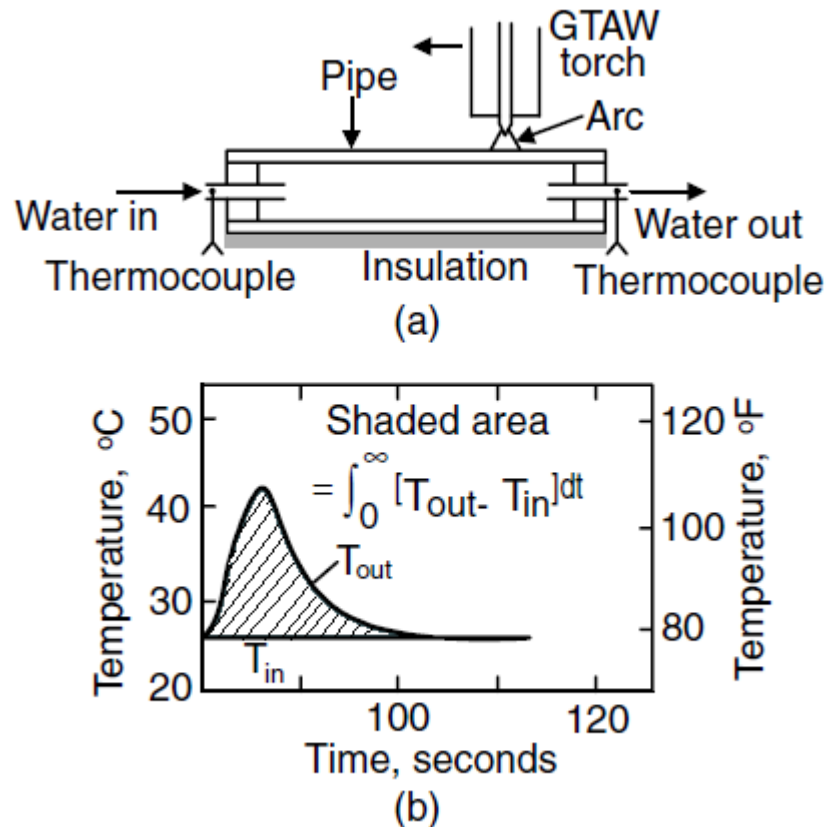 GTAW
torch
Pipe
Arc
Water in
Water out
Thermocouple
Insulation
Thermocouple
(a)
Temperature, °C
50
40
30
20
Shaded area
= ∫₀^∞ [Tout- Tin]dt
Tout
Tin
120
100
80
Temperature, °F
100
120
Time, seconds
(b)